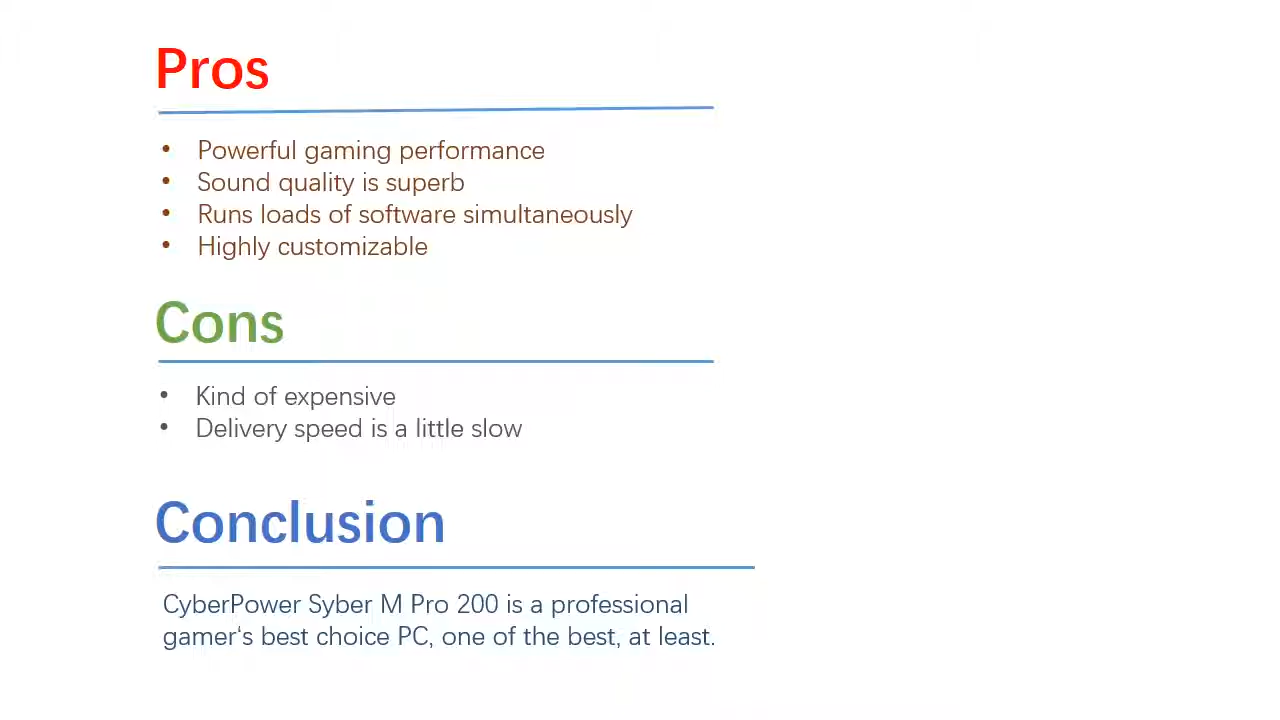 Pros
• Powerful gaming performance
• Sound quality is superb
• Runs loads of software simultaneously
• Highly customizable
Cons
• Kind of expensive
• Delivery speed is a little slow
Conclusion
CyberPower Syber M Pro 200 is a professional
gamer‘s best choice PC, one of the best, at least.